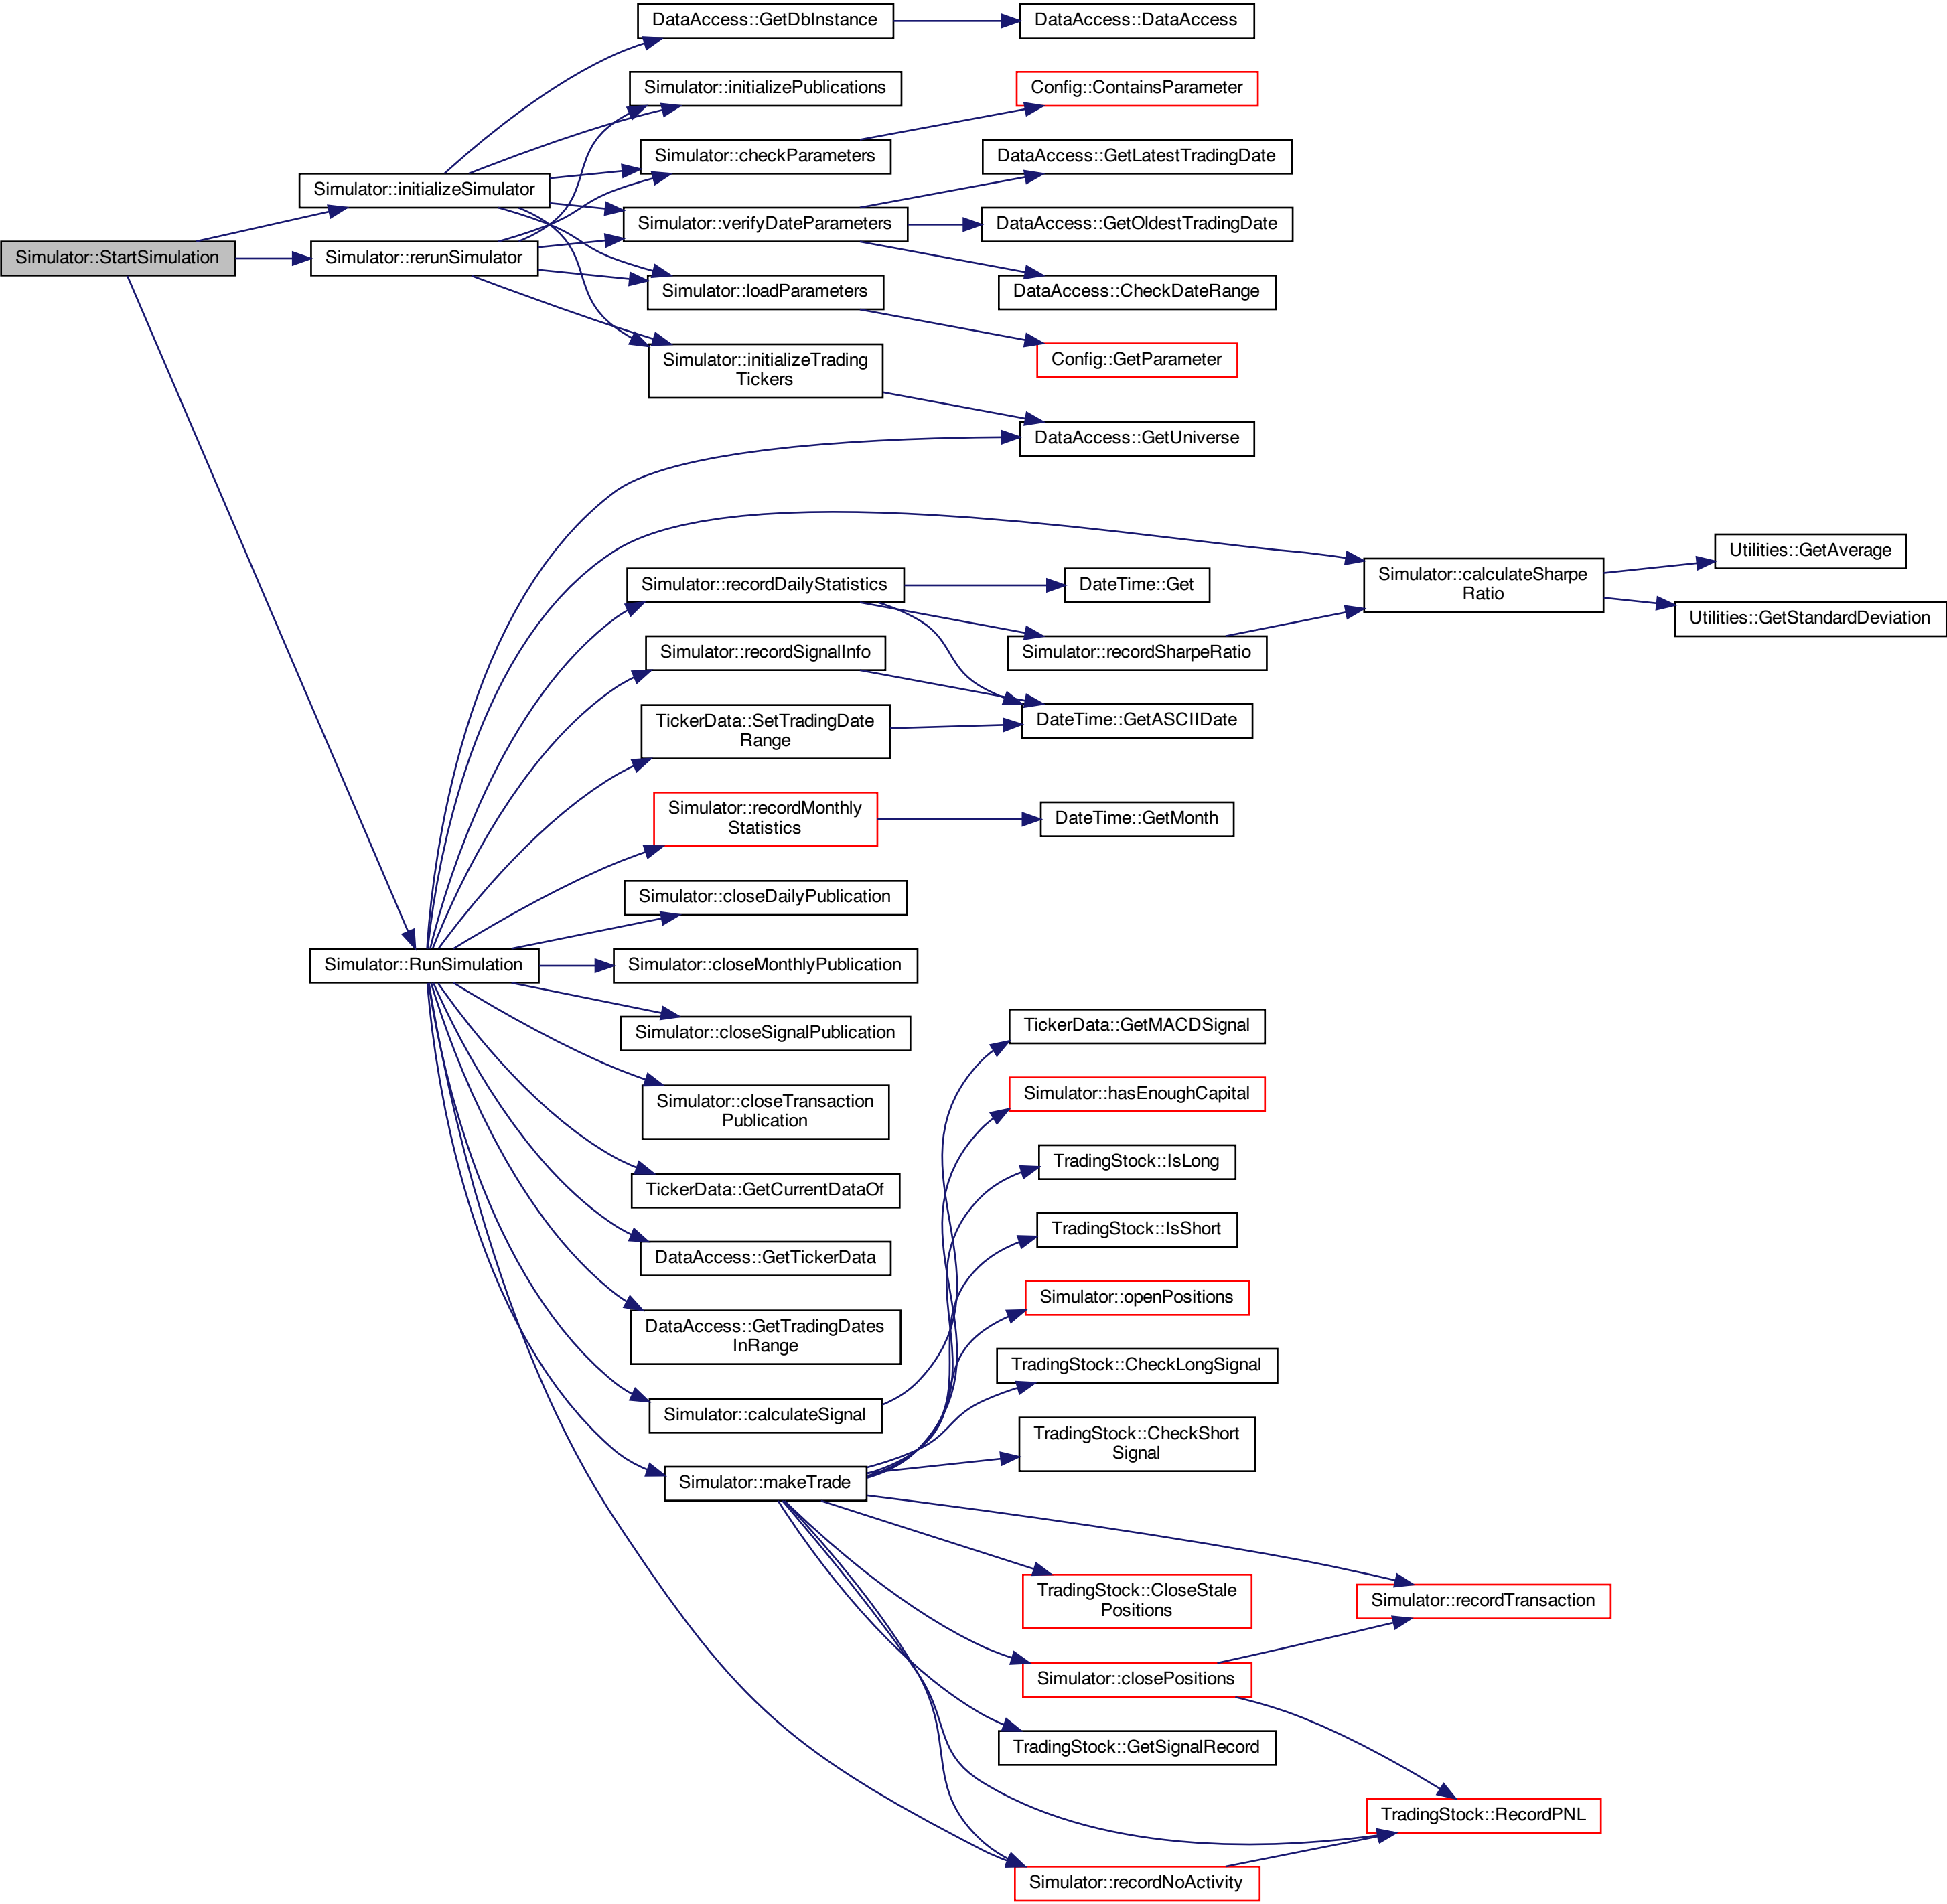 Simulator::StartSimulation
Simulator::initializeSimulator
Simulator::rerunSimulator
Simulator::RunSimulation
DataAccess::GetDbInstance
Simulator::initializePublications
Simulator::checkParameters
Simulator::verifyDateParameters
Simulator::loadParameters
Simulator::initializeTrading
Tickers
Simulator::recordDailyStatistics
Simulator::recordSignalInfo
TickerData::SetTradingDate
Range
Simulator::recordMonthly
Statistics
Simulator::closeDailyPublication
Simulator::closeMonthlyPublication
Simulator::closeSignalPublication
Simulator::closeTransaction
Publication
TickerData::GetCurrentDataOf
DataAccess::GetTickerData
DataAccess::GetTradingDates
InRange
Simulator::calculateSignal
Simulator::makeTrade
DataAccess::DataAccess
Config::ContainsParameter
DataAccess::GetLatestTradingDate
DataAccess::GetOldestTradingDate
DataAccess::CheckDateRange
Config::GetParameter
DataAccess::GetUniverse
DateTime::Get
Simulator::recordSharpeRatio
DateTime::GetASCIIDate
DateTime::GetMonth
TickerData::GetMACDSignal
Simulator::hasEnoughCapital
TradingStock::IsLong
TradingStock::IsShort
Simulator::openPositions
TradingStock::CheckLongSignal
TradingStock::CheckShort
Signal
TradingStock::CloseStale
Positions
Simulator::closePositions
TradingStock::GetSignalRecord
Simulator::recordNoActivity
Simulator::calculateSharpe
Ratio
Simulator::recordTransaction
TradingStock::RecordPNL
Utilities::GetAverage
Utilities::GetStandardDeviation